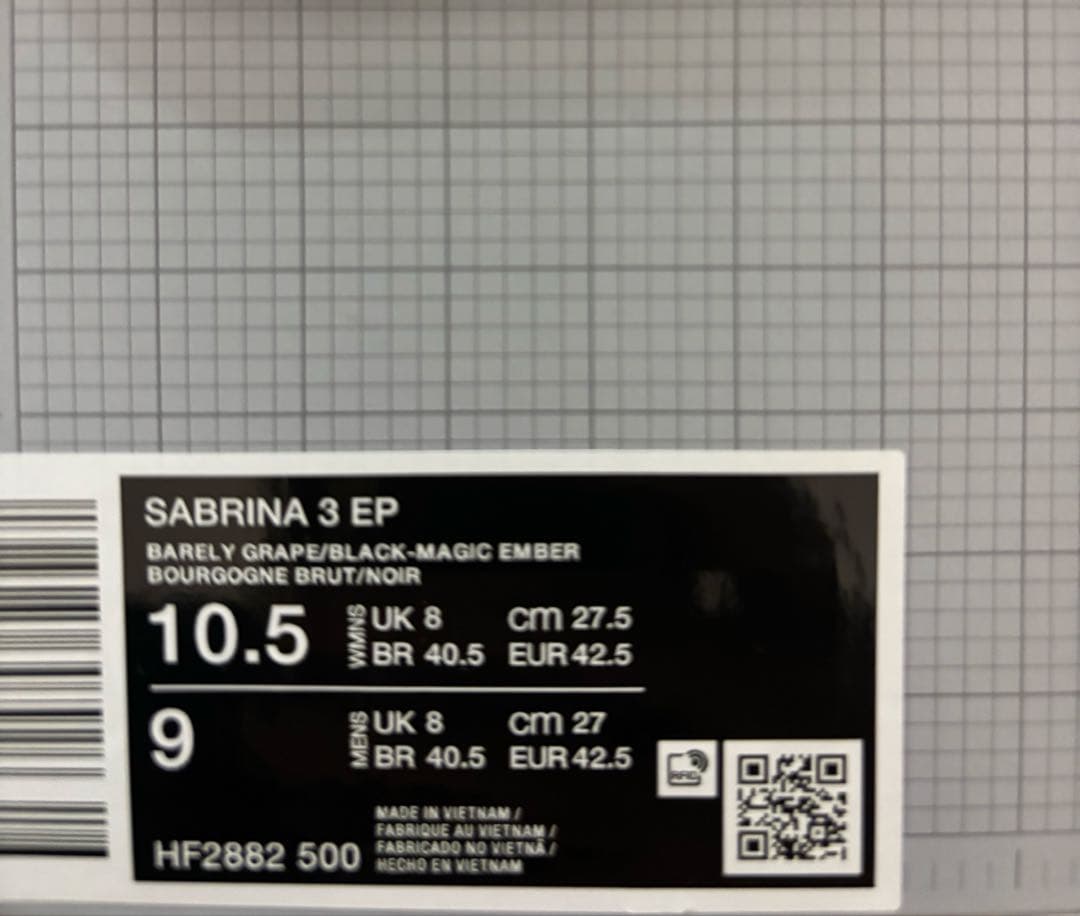 SABRINA 3 EP
BARELY GRAPE/BLACK-MAGIC EMBER
BOURGOGNE BRUT/NOIR
10.5 WMNS UK 8 cm 27.5
BR 40.5 EUR 42.5
9 MENS UK 8 cm 27
BR 40.5 EUR 42.5
MADE IN VIETNAM /
FABRIQUE AU VIETNAM /
FABRICADO NO VIETNÃ /
HECHO EN VIETNAM
HF2882 500